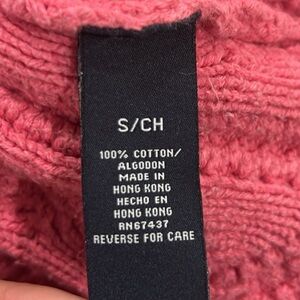 S/CH
100% COTTON/
ALGODON
MADE IN
HONG KONG
HECHO EN
HONG KONG
RN67437
REVERSE FOR CARE